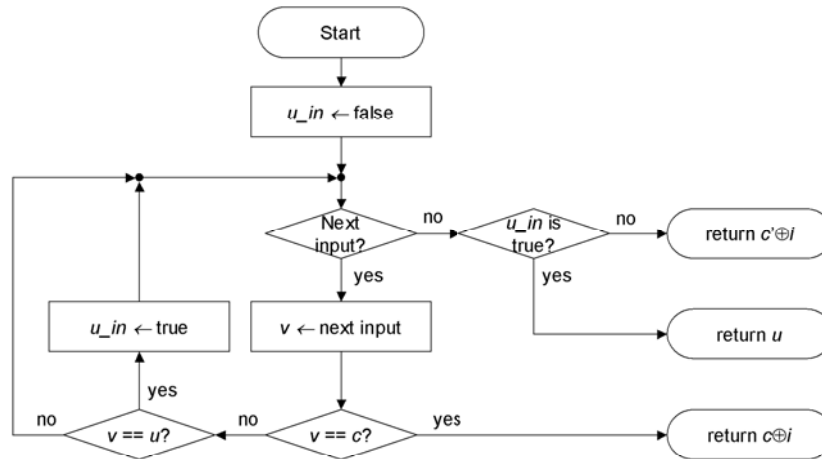 Start
u_in ← false
Next
input?
no
u_in is
true?
no
return c'⊕i
yes
yes
u_in ← true
v ← next input
return u
yes
no
v == u?
no
v == c?
yes
return c⊕i